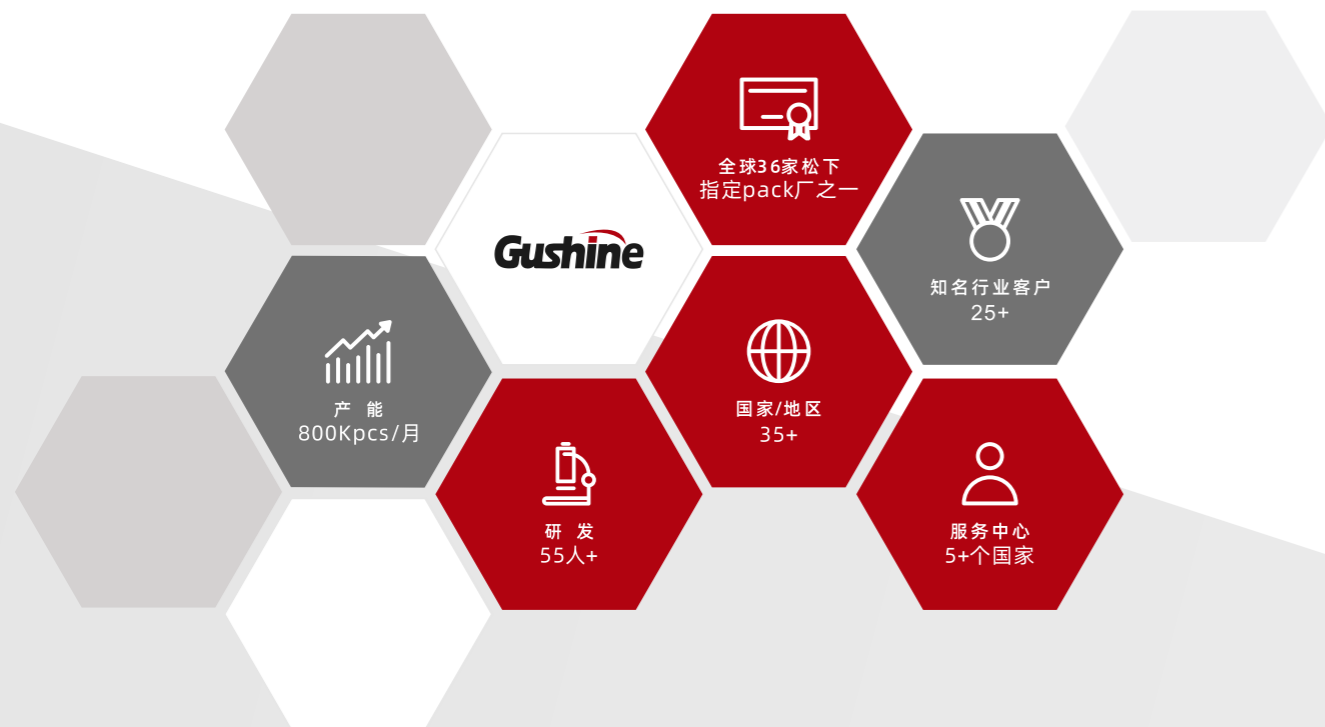 全球36家松下
指定pack厂之一
Gushine
知名行业客户
25+
产 能
800Kpcs/月
国家/地区
35+
研 发
55人+
服务中心
5+个国家